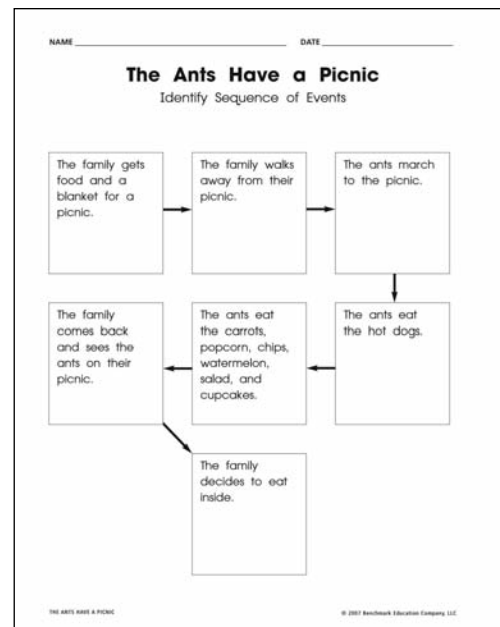 NAME DATE
The Ants Have a Picnic
Identify Sequence of Events
The family gets
food and a
blanket for a
picnic.
The family walks
away from their
picnic.
The ants march
to the picnic.
The ants eat
the hot dogs.
The ants eat
the carrots,
popcorn, chips,
watermelon,
salad, and
cupcakes.
The family
comes back
and sees the
ants on their
picnic.
The family
decides to eat
inside.
THE ANTS HAVE A PICNIC
© 2007 Benchmark Education Company, LLC